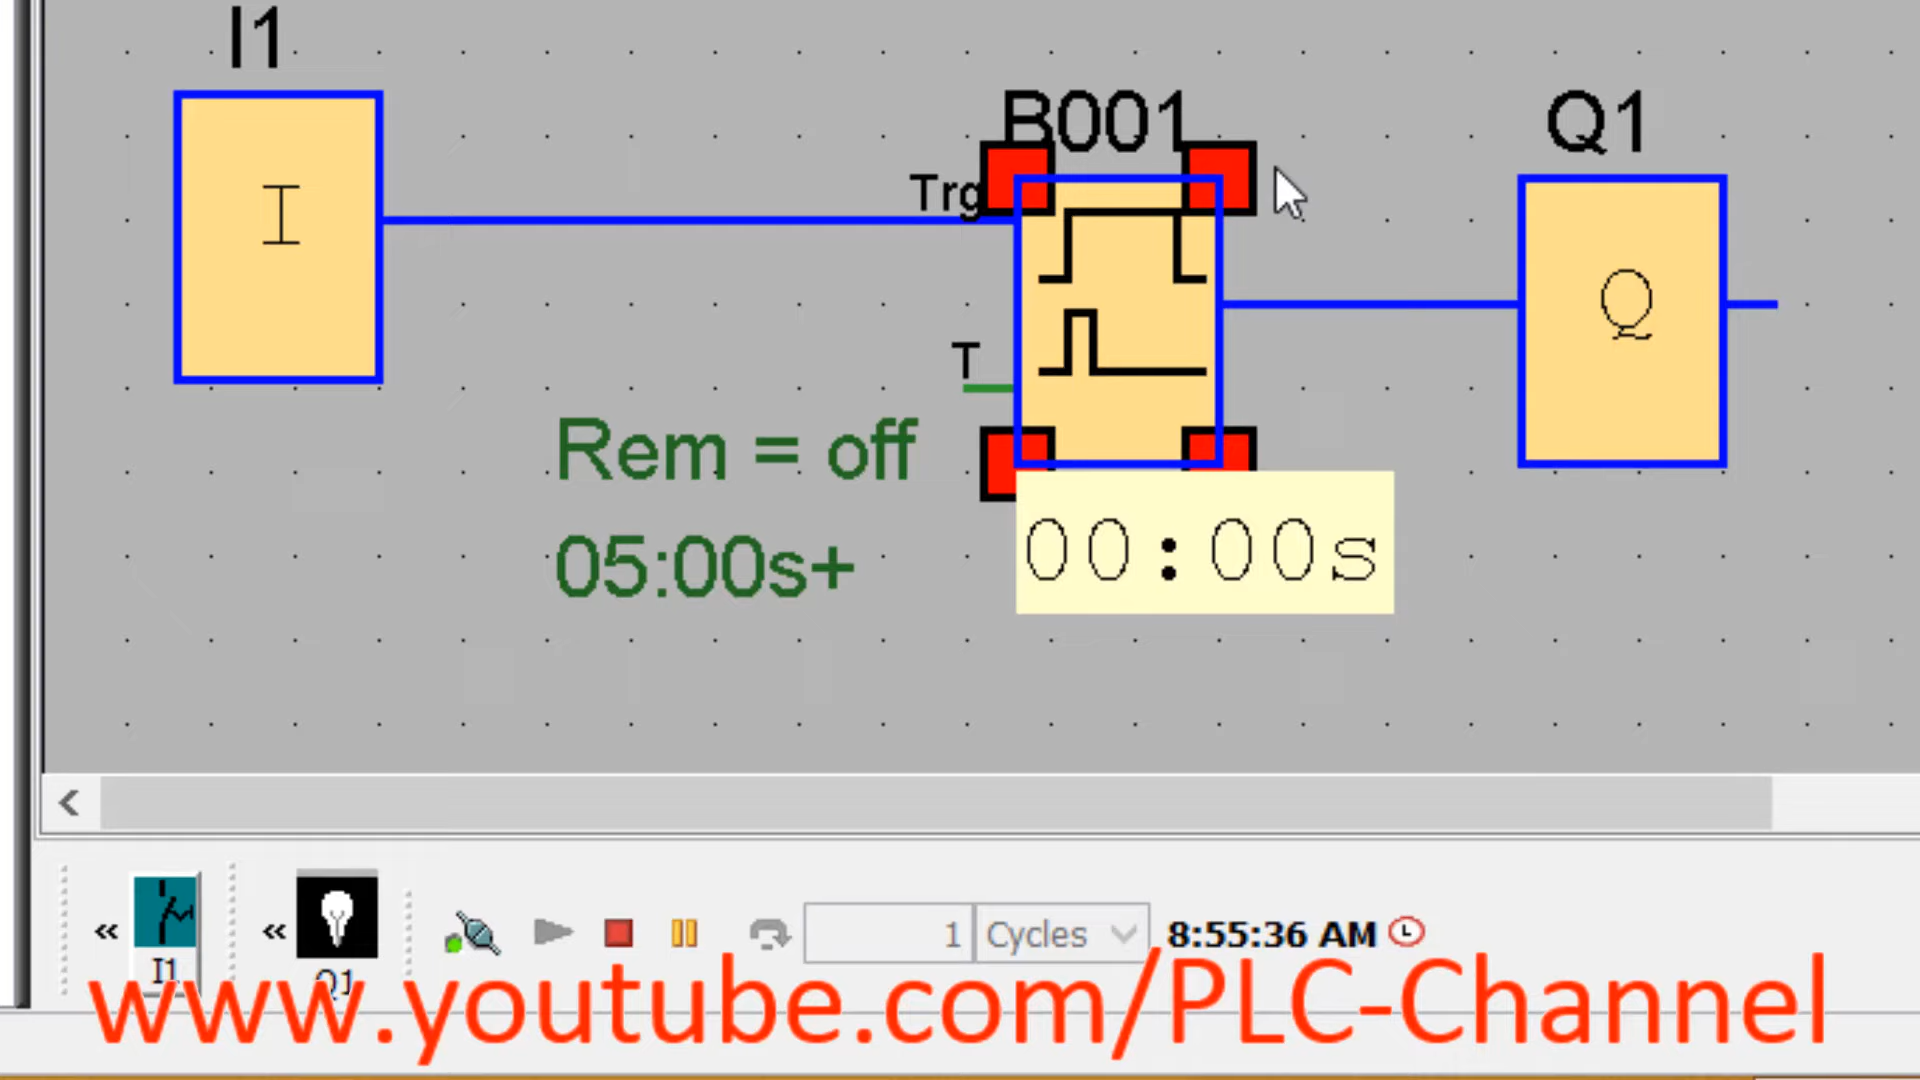 I1
B001
Q1
Trg
I
Q
T
Rem = off
05:00s+
00:00s
1 Cycles 8:55:36 AM
I1
Q1
www.youtube.com/PLC-Channel